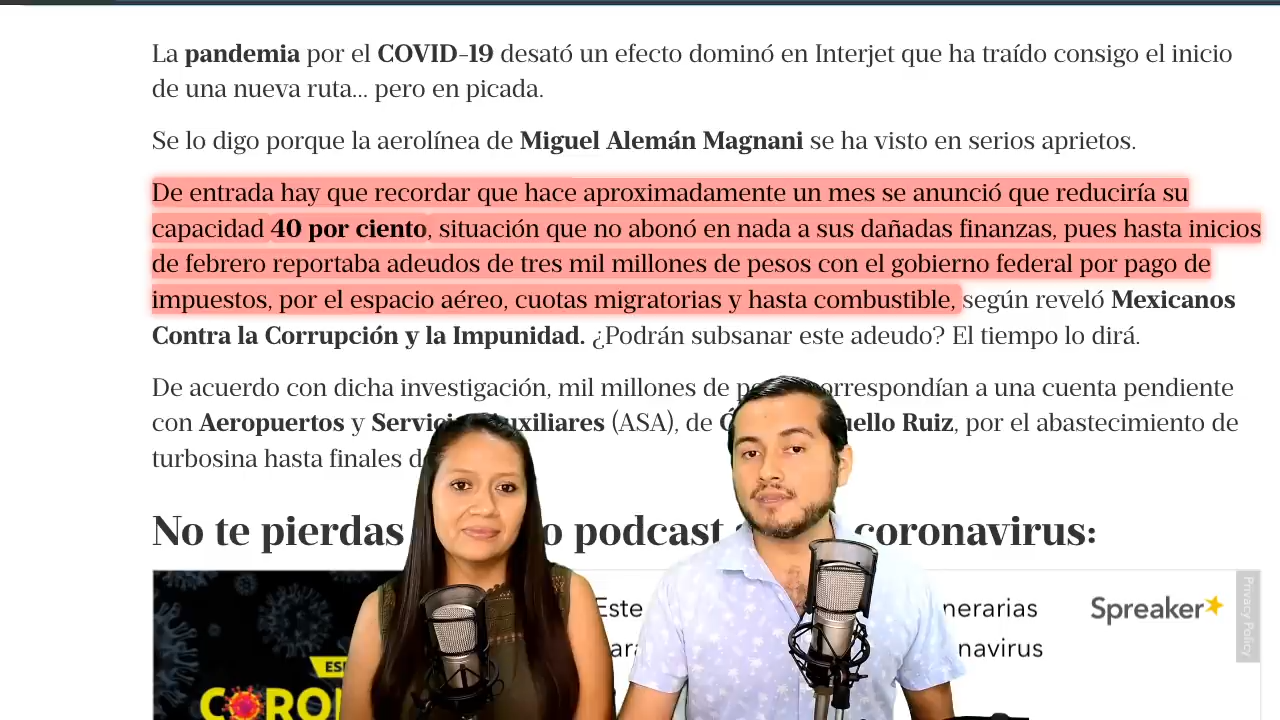 La pandemia por el COVID-19 desató un efecto dominó en Interjet que ha traído consigo el inicio
de una nueva ruta... pero en picada.
Se lo digo porque la aerolínea de Miguel Alemán Magnani se ha visto en serios aprietos.
De entrada hay que recordar que hace aproximadamente un mes se anunció que reduciría su
capacidad 40 por ciento, situación que no abonó en nada a sus dañadas finanzas, pues hasta inicios
de febrero reportaba adeudos de tres mil millones de pesos con el gobierno federal por pago de
impuestos, por el espacio aéreo, cuotas migratorias y hasta combustible, según reveló Mexicanos
Contra la Corrupción y la Impunidad. ¿Podrán subsanar este adeudo? El tiempo lo dirá.
De acuerdo con dicha investigación, mil millones de correspondían a una cuenta pendiente
con Aeropuertos y Auxiliares (ASA), de Ruiz, por el abastecimiento de
turbosina hasta finales
No te pierdas podcast coronavirus:
Este
Spreaker
Privacy Policy